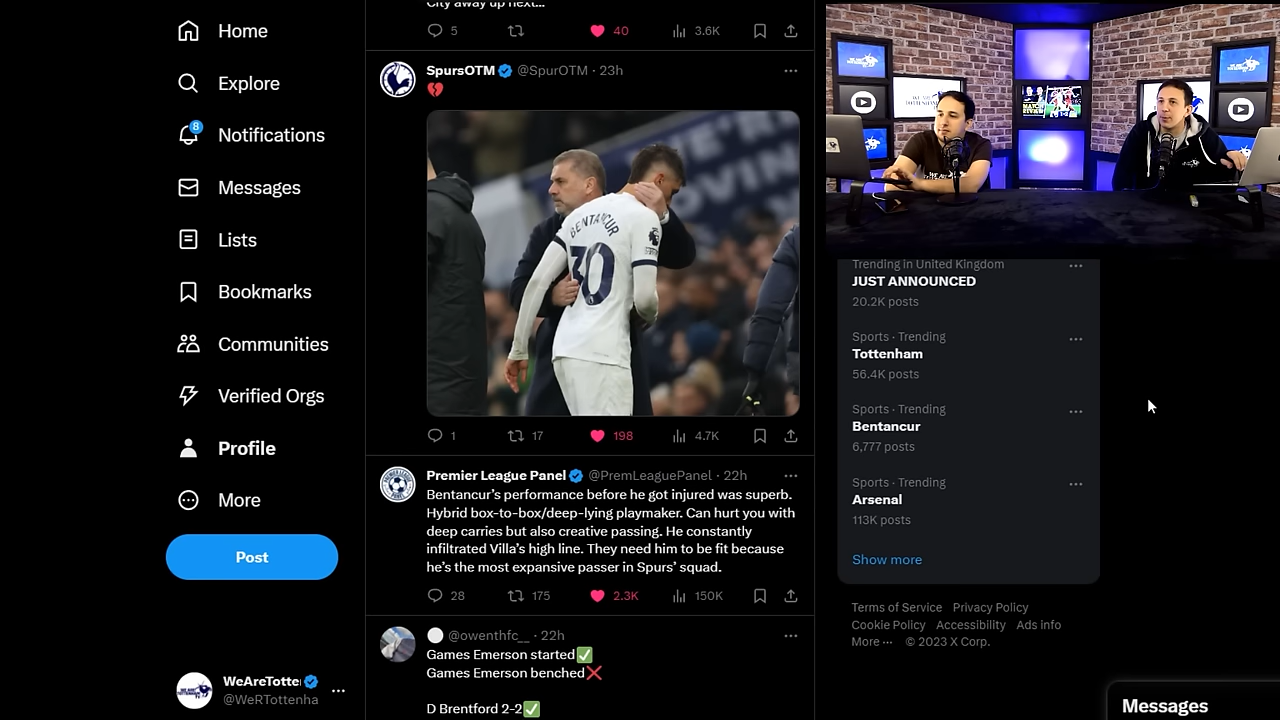 Home
Explore
8
Notifications
Messages
Lists
Bookmarks
Communities
Verified Orgs
Profile
More
Post
WeAreTotte
@WeRTottenha
City away up next...
5
40
3.6K
SpursOTM @SpurOTM · 23h
BENTANCUR
30
1
17
198
4.7K
Premier League Panel @PremLeaguePanel · 22h
Bentancur’s performance before he got injured was superb.
Hybrid box-to-box/deep-lying playmaker. Can hurt you with
deep carries but also creative passing. He constantly
infiltrated Villa’s high line. They need him to be fit because
he’s the most expansive passer in Spurs’ squad.
28
175
2.3K
150K
@owenthfc__ · 22h
Games Emerson started✅
Games Emerson benched❌
D Brentford 2-2✅
Trending in United Kingdom
JUST ANNOUNCED
20.2K posts
Sports · Trending
Tottenham
56.4K posts
Sports · Trending
Bentancur
6,777 posts
Sports · Trending
Arsenal
113K posts
Show more
Terms of Service Privacy Policy
Cookie Policy Accessibility Ads info
More ··· © 2023 X Corp.
Messages